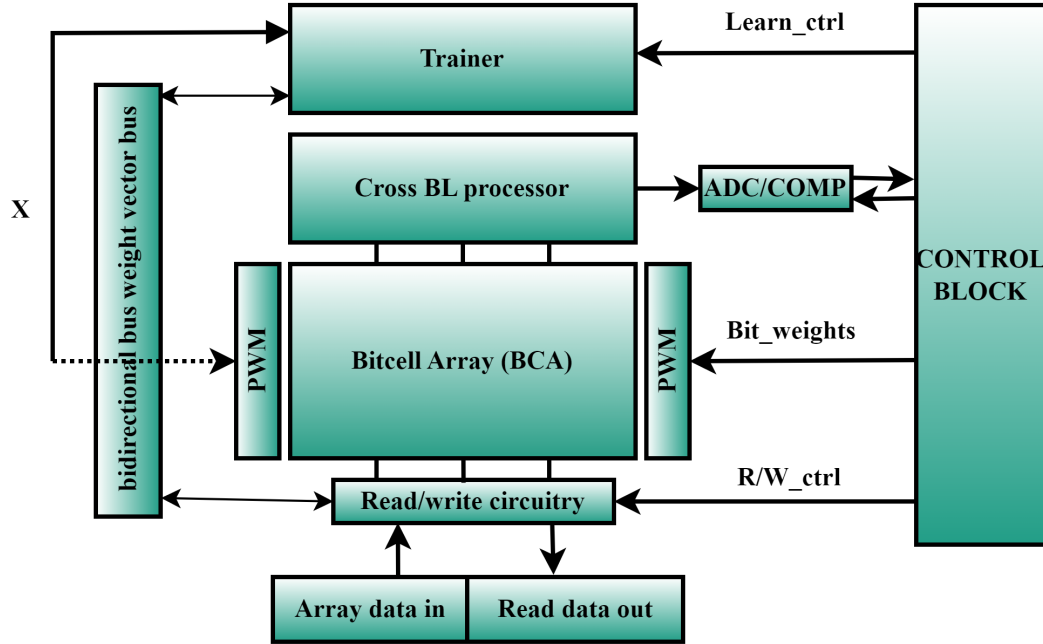 Learn_ctrl
Trainer
bidirectional bus weight vector bus
Cross BL processor
ADC/COMP
X
CONTROL
BLOCK
PWM
Bitcell Array (BCA)
PWM
Bit_weights
R/W_ctrl
Read/write circuitry
Array data in
Read data out